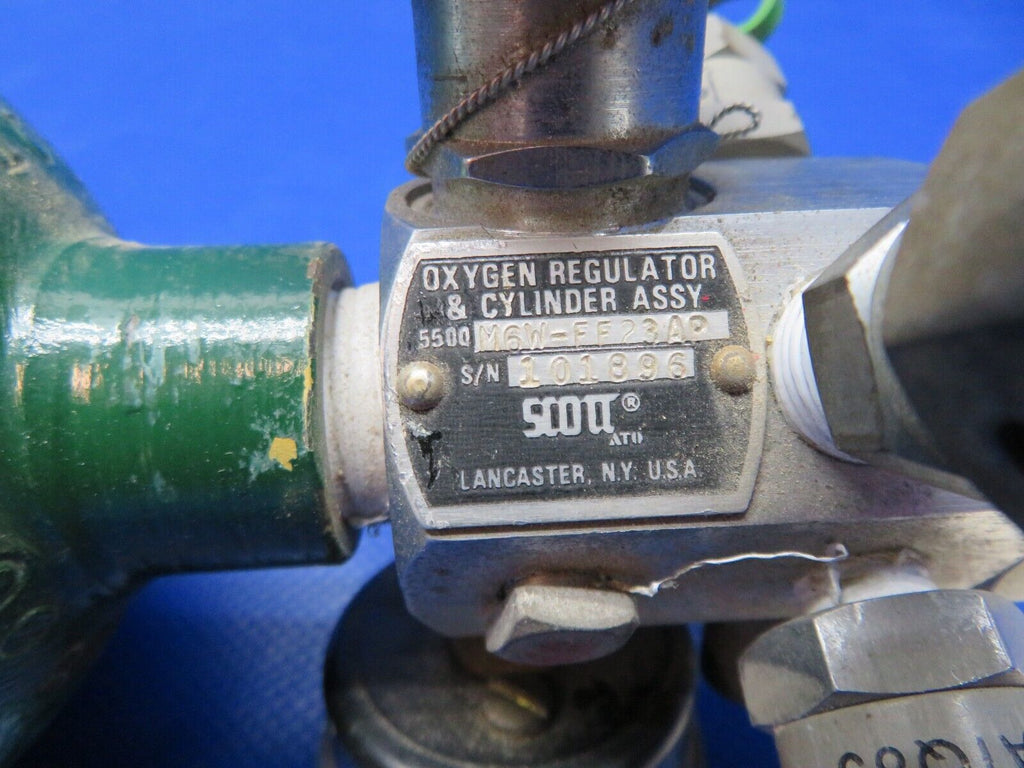 OXYGEN REGULATOR
& CYLINDER ASSY
5500 M6W-FF23AP
S/N 101896
SCOTT®
ATO
LANCASTER, N.Y. U.S.A.